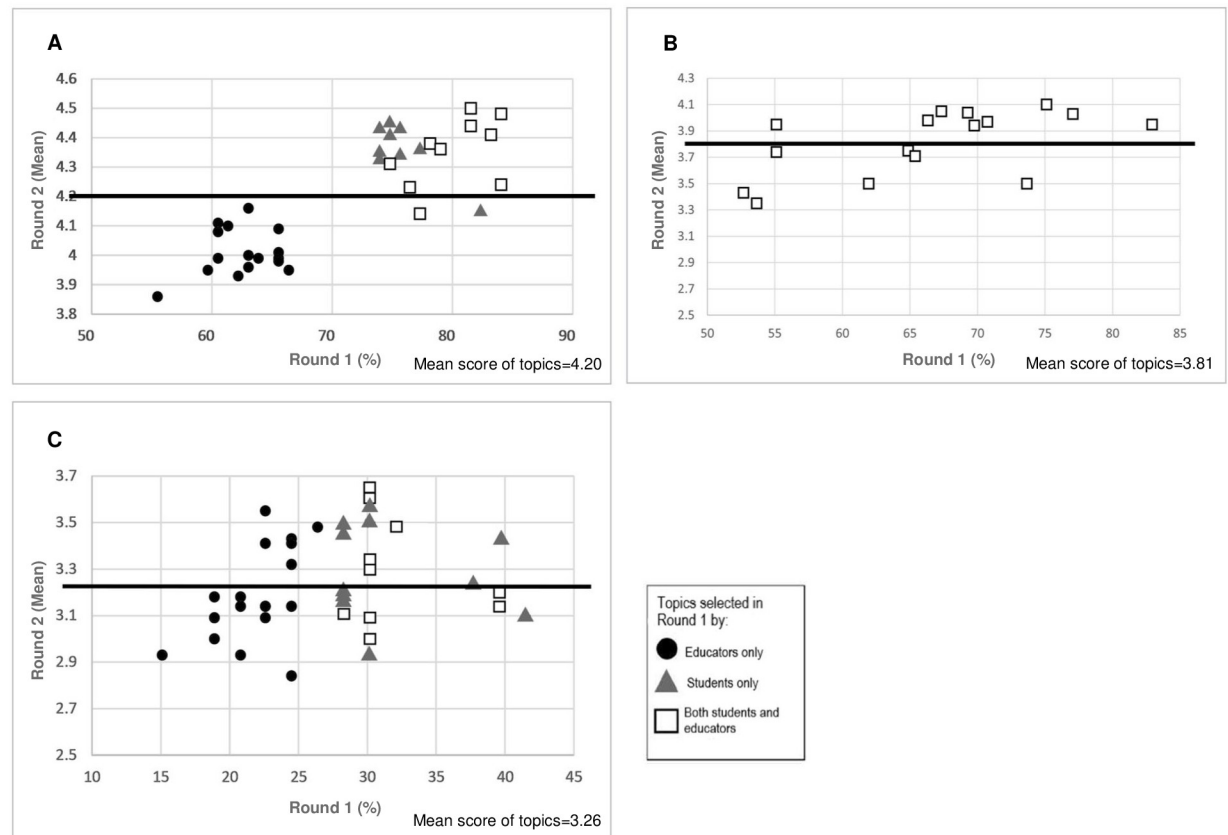 A
4.6
4.5
4.4
4.3
4.2
4.1
4
3.9
3.8
Round 2 (Mean)
50 60 70 80 90
Round 1 (%)
Mean score of topics=4.20
B
4.3
4.1
3.9
3.7
3.5
3.3
3.1
2.9
2.7
2.5
Round 2 (Mean)
50 55 60 65 70 75 80 85
Round 1 (%)
Mean score of topics=3.81
C
3.7
3.5
3.3
3.1
2.9
2.7
2.5
Round 2 (Mean)
10 15 20 25 30 35 40 45
Round 1 (%)
Mean score of topics=3.26
Topics selected in
Round 1 by:
Educators only
Students only
Both students and
educators